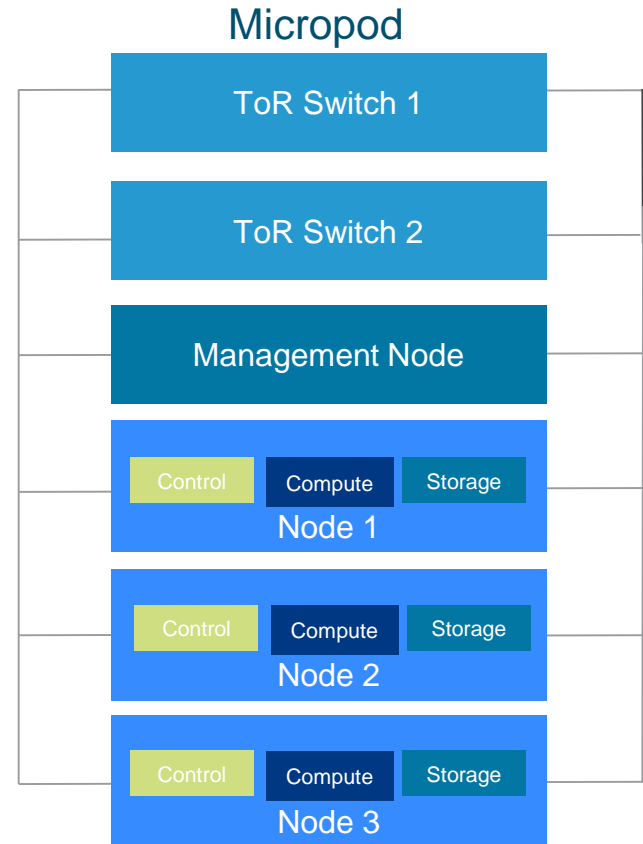 Micropod
ToR Switch 1
ToR Switch 2
Management Node
Control Compute Storage
Node 1
Control Compute Storage
Node 2
Control Compute Storage
Node 3